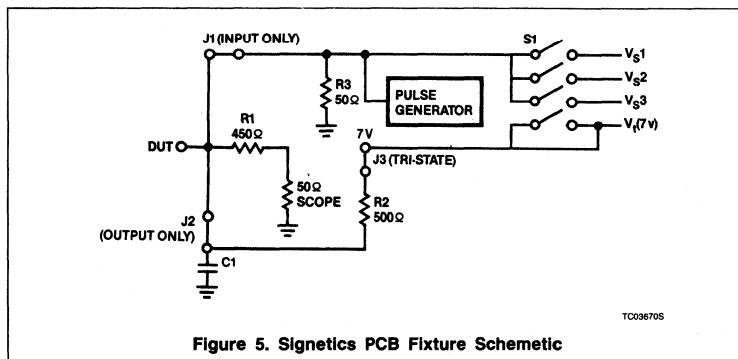 J1 (INPUT ONLY)
S1
VS1
VS2
VS3
Vt(7v)
R3
50Ω
PULSE
GENERATOR
R1
450Ω
DUT
7V
J3 (TRI-STATE)
50Ω
SCOPE
R2
500Ω
J2
(OUTPUT ONLY)
C1
TC03670S
Figure 5. Signetics PCB Fixture Schemetic